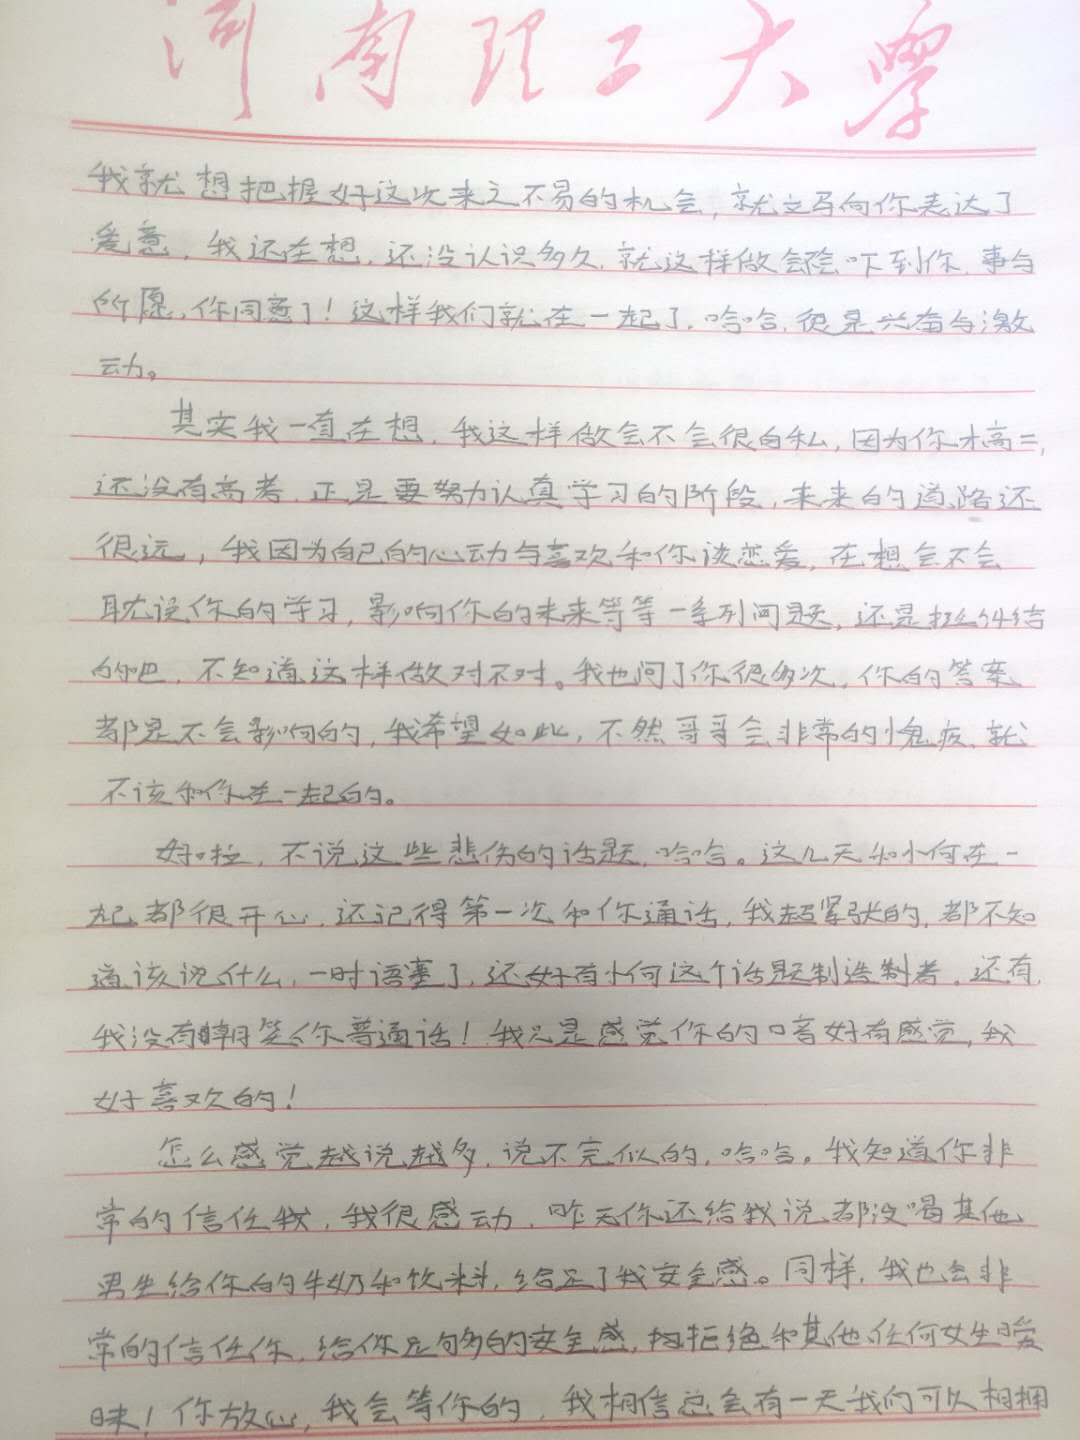 河南理工大学
我就想把握好这次来之不易的机会,就立马向你表达了
爱意,我还在想,还没认识多久,就这样做会吓到你,事与
所愿,你同意了!这样我们就在一起了,哈哈,很是兴奋与激
动。
其实我一直在想,我这样做会不会很自私,因为你才高二,
还没有高考,正是要努力认真学习的阶段,未来的道路还
很远,我因为自己的心动与喜欢和你谈恋爱,在想会不会
耽误你的学习,影响你的未来等等一系列问题,还是挺纠结
的吧,不知道这样做对不对。我也问了你很多次,你的答案
都是不会影响的,我希望如此,不然哥哥会非常的愧疚,就
不该和你在一起的。
好啦,不说这些悲伤的话题,哈哈。这几天和小何在一
起都很开心,还记得第一次和你通话,我超紧张的,都不知
道该说什么,一时语塞了,还好有小何这个话题制造制者。还有,
我没有嘲笑你普通话!我只是感觉你的口音好有感觉,我
好喜欢的!
怎么感觉越说越多,说不完似的,哈哈。我知道你非
常的信任我,我很感动,昨天你还给我说都没喝其他
男生给你的牛奶和饮料,给足了我安全感。同样,我也会非
常的信任你,给你足够多的安全感,拒绝和其他任何女生暧
昧!你放心,我会等你的,我相信总会有一天我们可以相拥